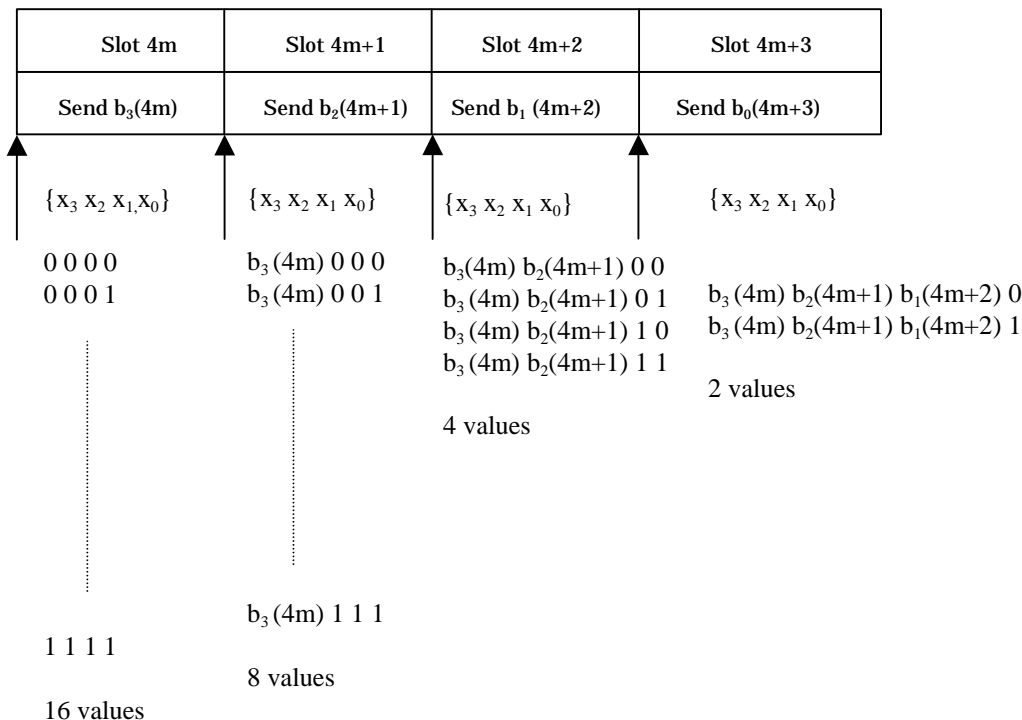 Slot 4m Slot 4m+1 Slot 4m+2 Slot 4m+3
Send b₃(4m) Send b₂(4m+1) Send b₁ (4m+2) Send b₀(4m+3)
{x₃ x₂ x₁,x₀} {x₃ x₂ x₁ x₀} {x₃ x₂ x₁ x₀} {x₃ x₂ x₁ x₀}
0 0 0 0
0 0 0 1
1 1 1 1
16 values
b₃(4m) 0 0 0
b₃(4m) 0 0 1
b₃(4m) 1 1 1
8 values
b₃(4m) b₂(4m+1) 0 0
b₃(4m) b₂(4m+1) 0 1
b₃(4m) b₂(4m+1) 1 0
b₃(4m) b₂(4m+1) 1 1
4 values
b₃(4m) b₂(4m+1) b₁(4m+2) 0
b₃(4m) b₂(4m+1) b₁(4m+2) 1
2 values